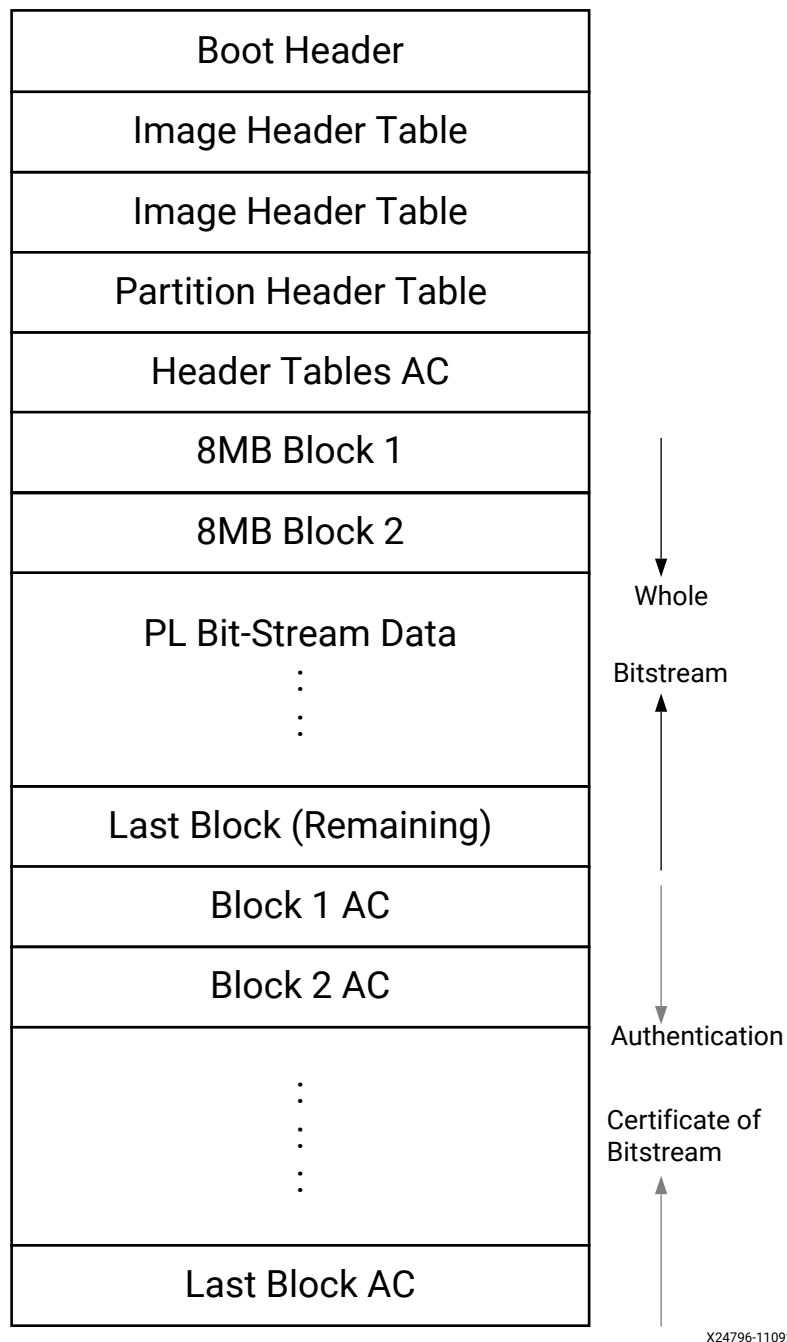 Boot Header
Image Header Table
Image Header Table
Partition Header Table
Header Tables AC
8MB Block 1
8MB Block 2
Whole
PL Bit-Stream Data
Bitstream
Last Block (Remaining)
Block 1 AC
Block 2 AC
Authentication
Certificate of
Bitstream
Last Block AC